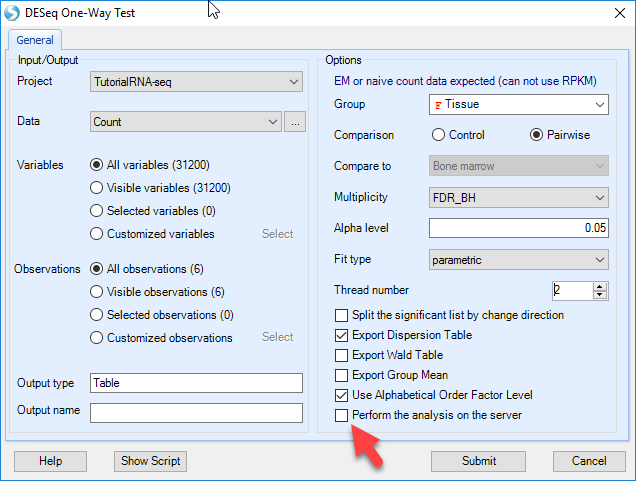 DESeq One-Way Test
General
Input/Output
Project TutorialRNA-seq
Data Count ...
Variables All variables (31200)
Visible variables (31200)
Selected variables (0)
Customized variables Select
Observations All observations (6)
Visible observations (6)
Selected observations (0)
Customized observations Select
Output type Table
Output name
Options
EM or naive count data expected (can not use RPKM)
Group Tissue
Comparison Control Pairwise
Compare to Bone marrow
Multiplicity FDR_BH
Alpha level 0.05
Fit type parametric
Thread number 2
Split the significant list by change direction
Export Dispersion Table
Export Wald Table
Export Group Mean
Use Alphabetical Order Factor Level
Perform the analysis on the server
Help Show Script Submit Cancel